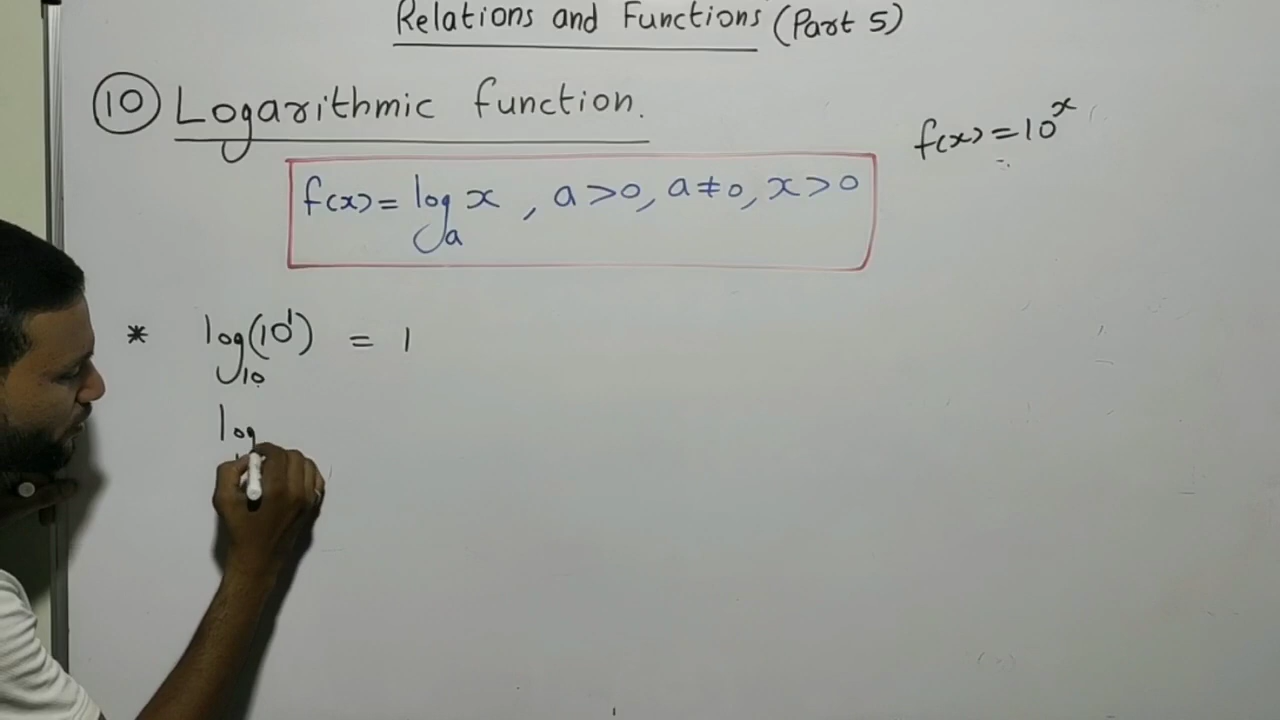 Relations and Functions (Part 5)
10 Logarithmic function.
f(x) = 10^x
f(x) = log_a x , a > 0, a ≠ 0, x > 0
* log_10 (10^1) = 1
log